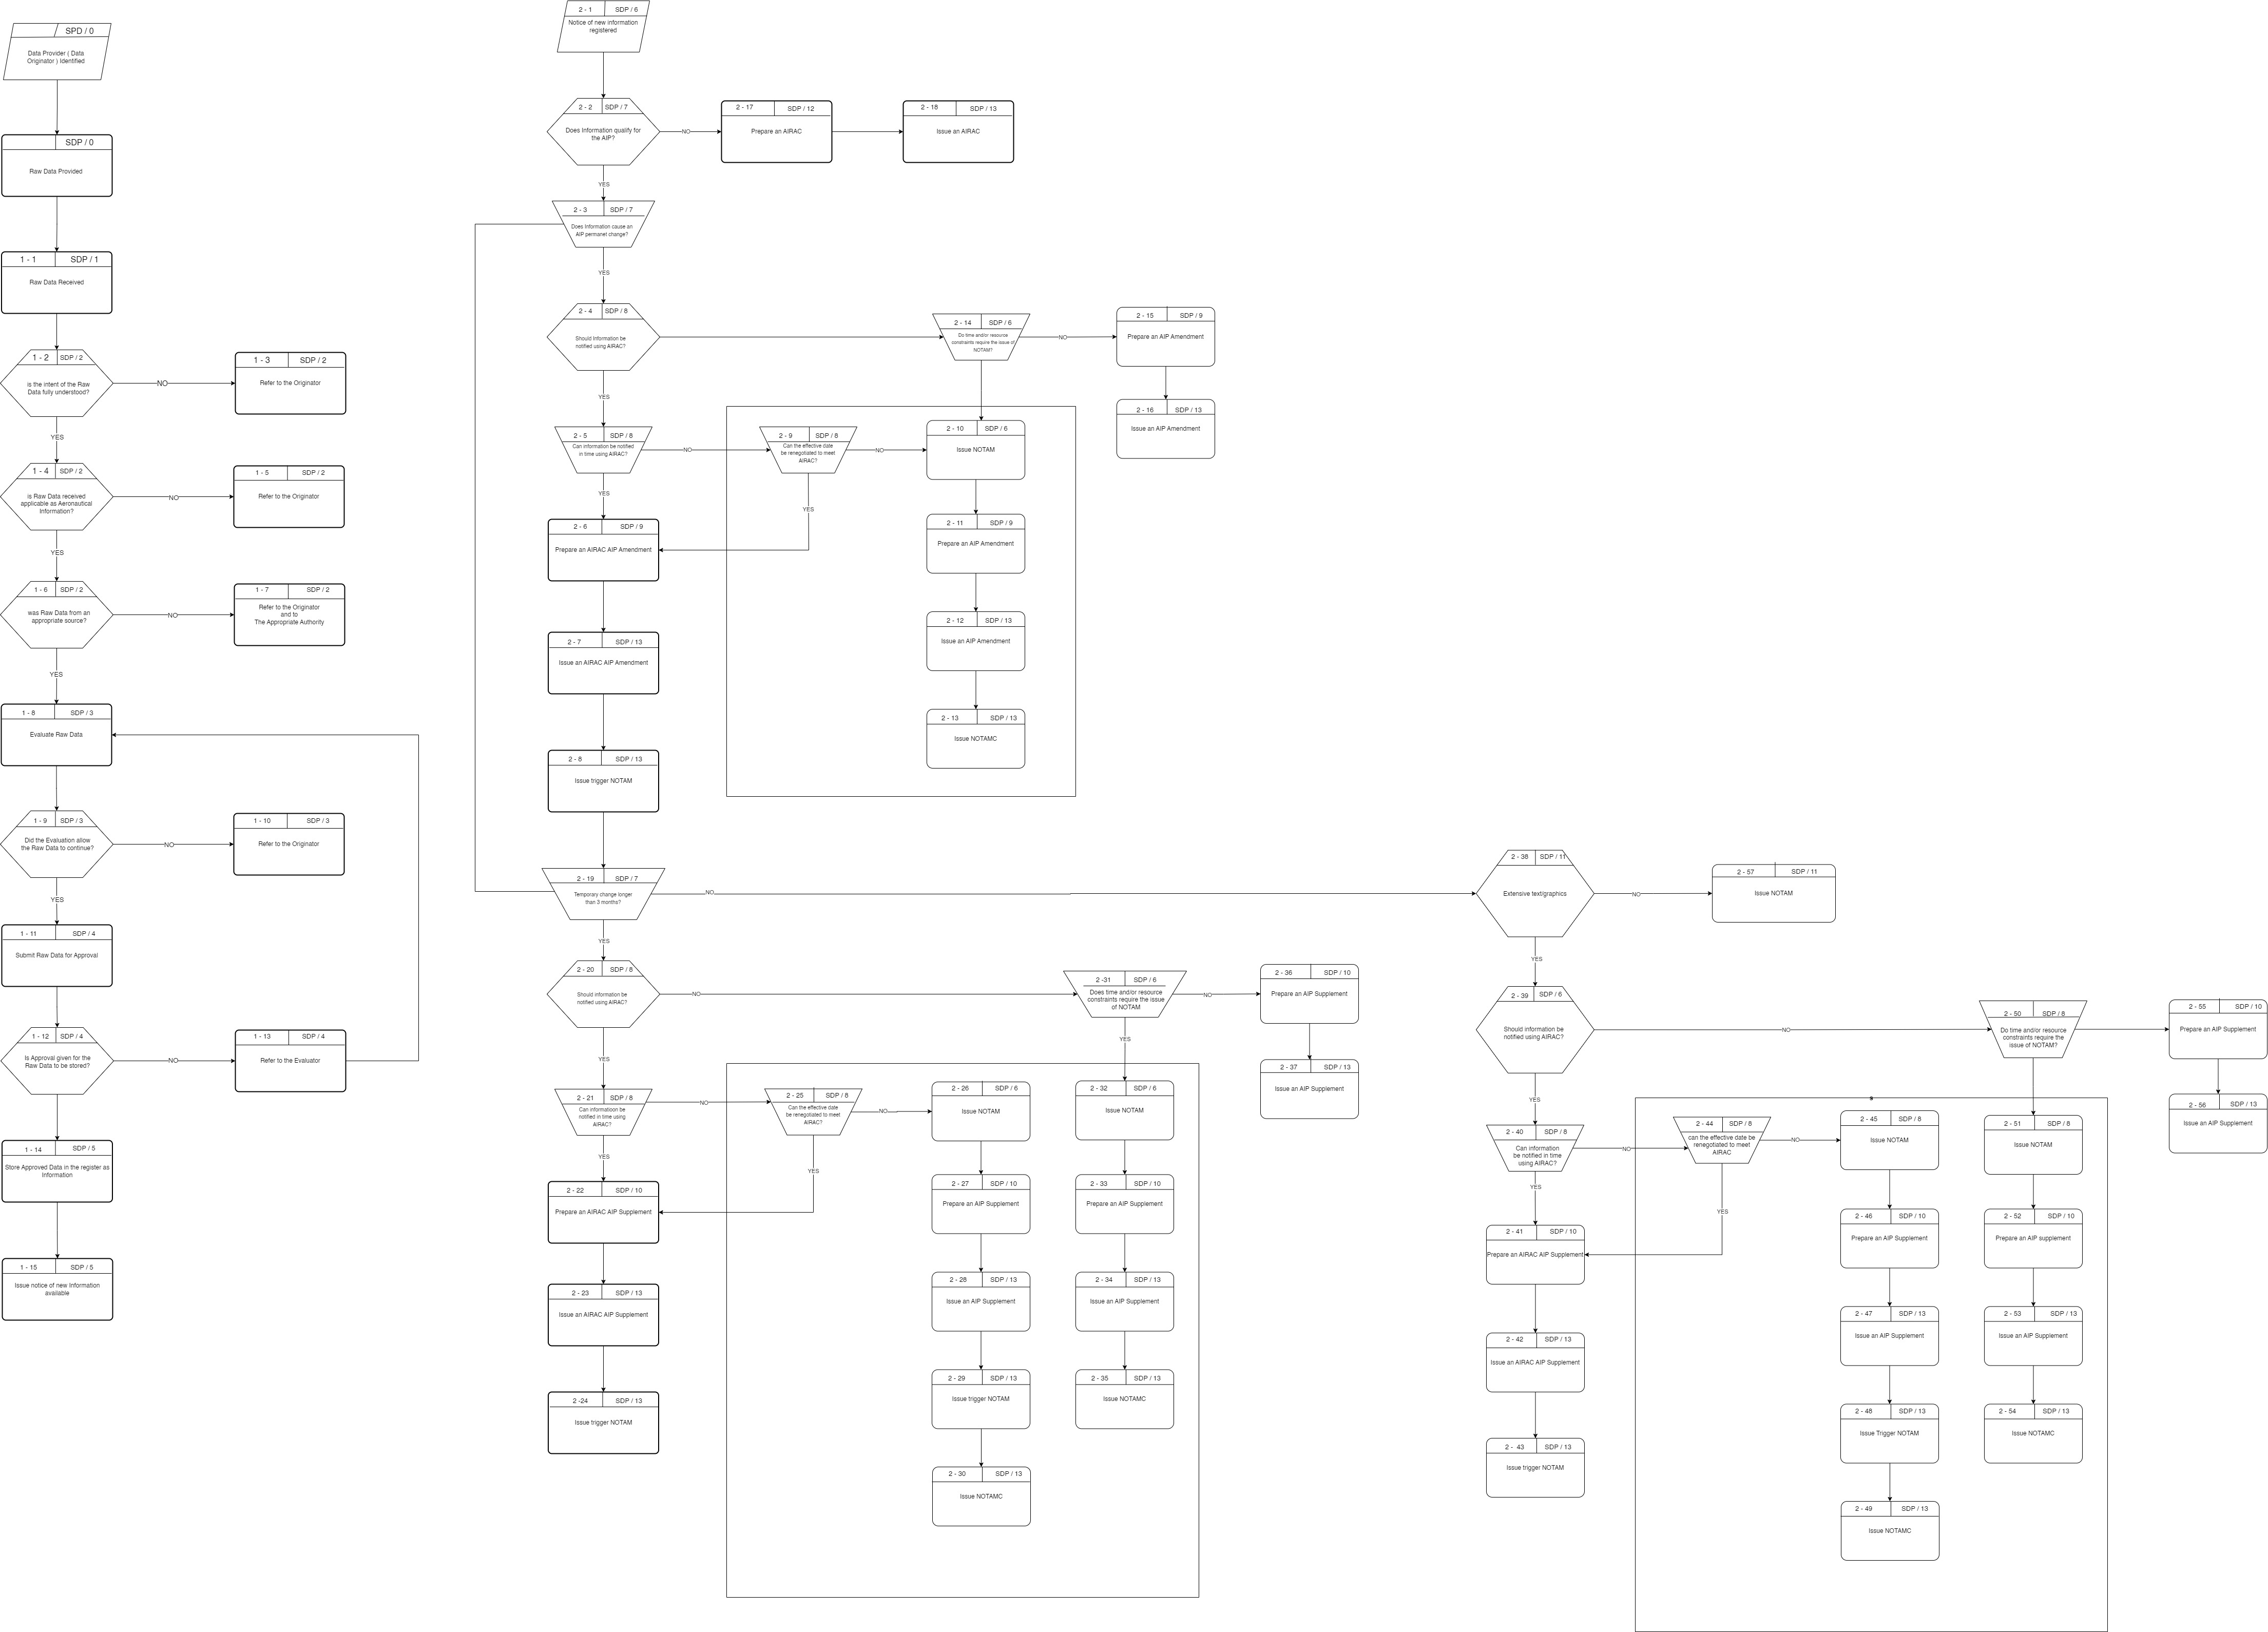 SPD / 0
Data Provider ( Data
Originator ) Identified
SDP / 0
Raw Data Provided
1 - 1 SDP / 1
Raw Data Received
1 - 2 SDP / 2
is the intent of the Raw
Data fully understood?
NO
1 - 3 SDP / 2
Refer to the Originator
YES
1 - 4 SDP / 2
is Raw Data received
applicable as Aeronautical
Information?
NO
1 - 5 SDP / 2
Refer to the Originator
YES
1 - 6 SDP / 2
was Raw Data from an
appropriate source?
NO
1 - 7 SDP / 2
Refer to the Originator
and to
The Appropriate Authority
YES
1 - 8 SDP / 3
Evaluate Raw Data
1 - 9 SDP / 3
Did the Evaluation allow
the Raw Data to continue?
NO
1 - 10 SDP / 3
Refer to the Originator
YES
1 - 11 SDP / 4
Submit Raw Data for Approval
1 - 12 SDP / 4
Is Approval given for the
Raw Data to be stored?
NO
1 - 13 SDP / 4
Refer to the Evaluator
1 - 14 SDP / 5
Store Approved Data in the register as
Information
1 - 15 SDP / 5
Issue notice of new Information
available
2 - 1 SDP / 6
Notice of new information
registered
2 - 2 SDP / 7
Does Information qualify for
the AIP?
NO
2 - 17 SDP / 12
Prepare an AIRAC
2 - 18 SDP / 13
Issue an AIRAC
YES
2 - 3 SDP / 7
Does Information cause an
AIP permanet change?
YES
2 - 4 SDP / 8
Should Information be
notified using AIRAC?
2 - 14 SDP / 6
Do time and/or resource
constraints require the issue of
NOTAM?
NO
2 - 15 SDP / 9
Prepare an AIP Amendment
2 - 16 SDP / 13
Issue an AIP Amendment
YES
2 - 5 SDP / 8
Can information be notified
in time using AIRAC?
NO
2 - 9 SDP / 8
Can the effective date
be renegotiated to meet
AIRAC?
NO
2 - 10 SDP / 6
Issue NOTAM
YES
YES
2 - 6 SDP / 9
Prepare an AIRAC AIP Amendment
2 - 11 SDP / 9
Prepare an AIP Amendment
2 - 7 SDP / 13
Issue an AIRAC AIP Amendment
2 - 12 SDP / 13
Issue an AIP Amendment
2 - 8 SDP / 13
Issue trigger NOTAM
2 - 13 SDP / 13
Issue NOTAMC
2 - 19 SDP / 7
Temporary change longer
than 3 months?
NO
YES
2 - 20 SDP / 8
Should information be
notified using AIRAC?
NO
2 -31 SDP / 6
Does time and/or resource
constraints require the issue
of NOTAM
NO
2 - 36 SDP / 10
Prepare an AIP Supplement
2 - 37 SDP / 13
Issue an AIP Supplement
YES
YES
2 - 21 SDP / 8
Can informatioon be
notified in time using
AIRAC?
NO
2 - 25 SDP / 8
Can the effective date
be renegotiated to meet
AIRAC?
NO
2 - 26 SDP / 6
Issue NOTAM
2 - 32 SDP / 6
Issue NOTAM
YES
YES
2 - 22 SDP / 10
Prepare an AIRAC AIP Supplement
2 - 27 SDP / 10
Prepare an AIP Supplement
2 - 33 SDP / 10
Prepare an AIP Supplement
2 - 23 SDP / 13
Issue an AIRAC AIP Supplement
2 - 28 SDP / 13
Issue an AIP Supplement
2 - 34 SDP / 13
Issue an AIP Supplement
2 -24 SDP / 13
Issue trigger NOTAM
2 - 29 SDP / 13
Issue trigger NOTAM
2 - 35 SDP / 13
Issue NOTAMC
2 - 30 SDP / 13
Issue NOTAMC
2 - 38 SDP / 11
Extensive text/graphics
NO
2 - 57 SDP / 11
Issue NOTAM
YES
2 - 39 SDP / 6
Should information be
notified using AIRAC?
NO
2 - 50 SDP / 8
Do time and/or resource
constraints require the
issue of NOTAM?
2 - 55 SDP / 10
Prepare an AIP Supplement
2 - 56 SDP / 13
Issue an AIP Supplement
YES
a
2 - 40 SDP / 8
Can information
be notified in time
using AIRAC?
NO
2 - 44 SDP / 8
can the effective date be
renegotiated to meet
AIRAC
NO
2 - 45 SDP / 8
Issue NOTAM
2 - 51 SDP / 8
Issue NOTAM
YES
YES
2 - 41 SDP / 10
Prepare an AIRAC AIP Supplement
2 - 46 SDP / 10
Prepare an AIP Supplement
2 - 52 SDP / 10
Prepare an AIP supplement
2 - 42 SDP / 13
Issue an AIRAC AIP Supplement
2 - 47 SDP / 13
Issue an AIP Supplement
2 - 53 SDP / 13
Issue an AIP Supplement
2 - 43 SDP / 13
Issue trigger NOTAM
2 - 48 SDP / 13
Issue Trigger NOTAM
2 - 54 SDP / 13
Issue NOTAMC
2 - 49 SDP / 13
Issue NOTAMC